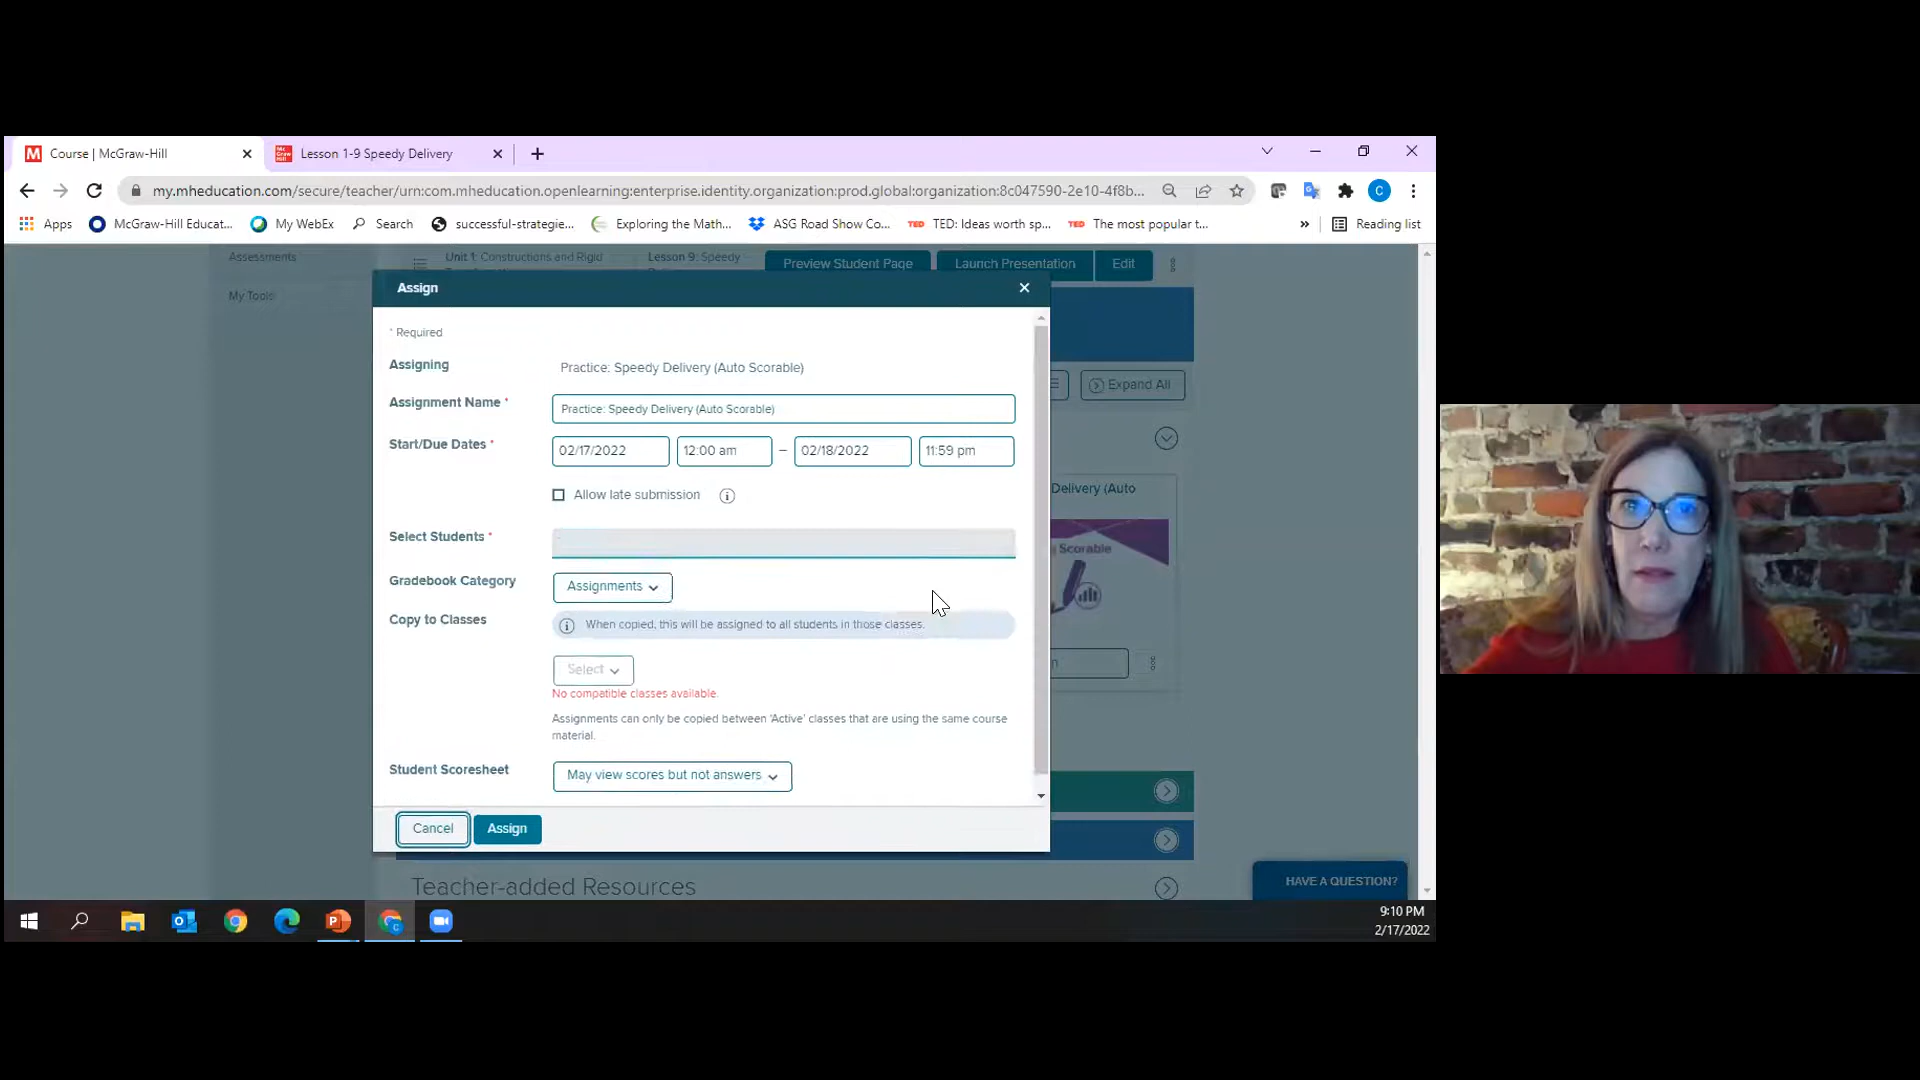 Course | McGraw-Hill
Lesson 1-9 Speedy Delivery
my.mheducation.com/secure/teacher/urn:com.mheducation.openlearning:enterprise.identity.organization:prod.global:organization:8c047590-2e10-4f8b...
C
Apps
McGraw-Hill Educat...
My WebEx
Search
successful-strategie...
Exploring the Math...
ASG Road Show Co...
TED TED: Ideas worth sp...
TED The most popular t...
»
Reading list
Assessments
Unit 1: Constructions and Rigid
Lesson 9: Speedy
Preview Student Page
Launch Presentation
Edit
My Tools
Assign
* Required
Assigning
Practice: Speedy Delivery (Auto Scorable)
Assignment Name *
Practice: Speedy Delivery (Auto Scorable)
Expand All
Start/Due Dates *
02/17/2022
12:00 am
–
02/18/2022
11:59 pm
Allow late submission
Delivery (Auto
Select Students *
Scorable
Gradebook Category
Assignments
Copy to Classes
When copied, this will be assigned to all students in those classes.
Select
No compatible classes available.
Assignments can only be copied between 'Active' classes that are using the same course
material.
Student Scoresheet
May view scores but not answers
Cancel
Assign
Teacher-added Resources
HAVE A QUESTION?
9:10 PM
2/17/2022